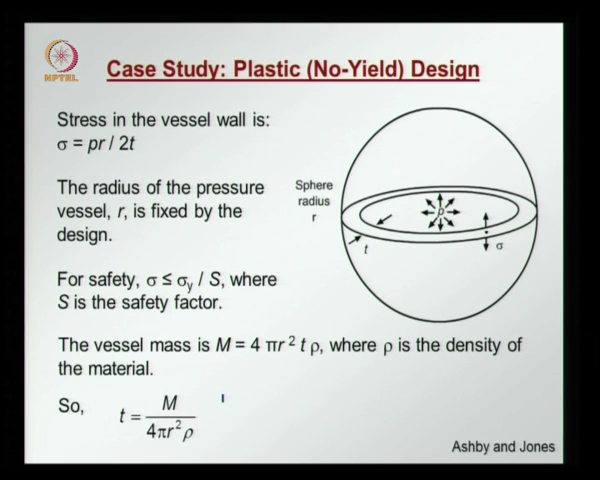 NPTEL
Case Study: Plastic (No-Yield) Design
Stress in the vessel wall is:
σ = pr / 2t
The radius of the pressure
vessel, r, is fixed by the
design.
For safety, σ ≤ σy / S, where
S is the safety factor.
Sphere
radius
r
p
t
σ
The vessel mass is M = 4 πr² t ρ, where ρ is the density of
the material.
So, t = M / 4πr²ρ
Ashby and Jones